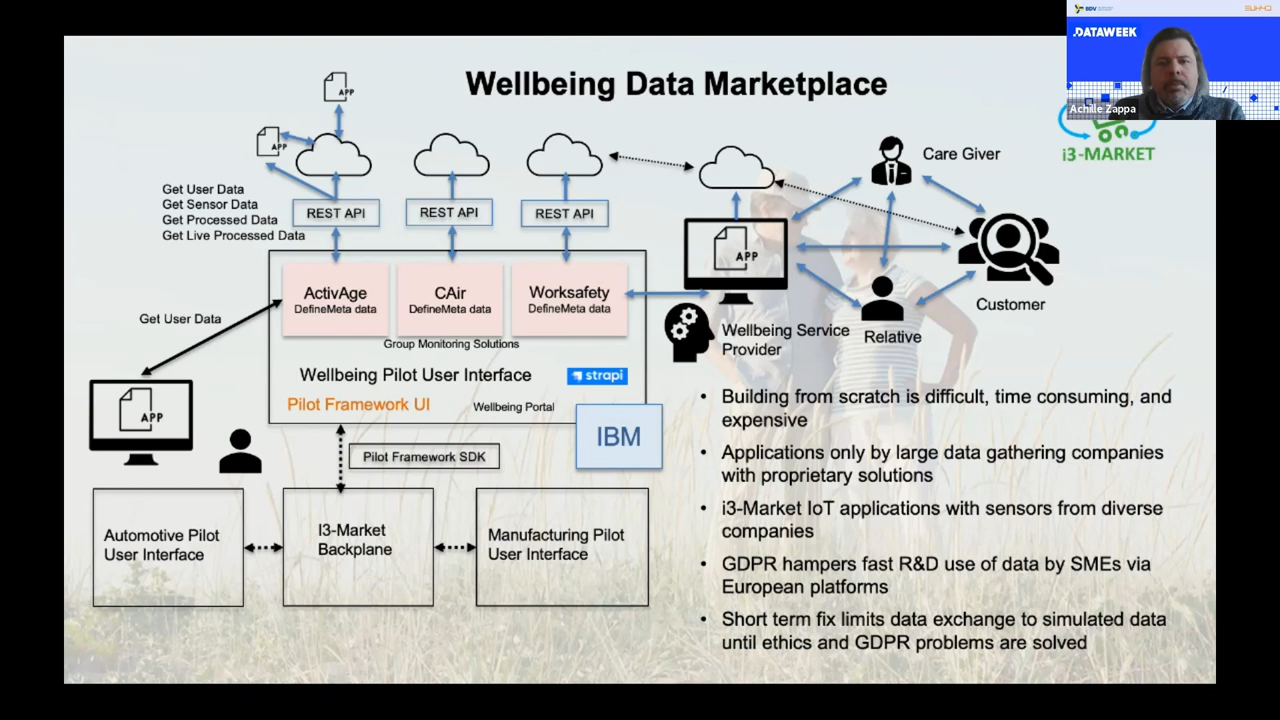 BDV
.DATAWEEK
Achille Zappa
Wellbeing Data Marketplace
i3-MARKET
APP
APP
Get User Data
Get Sensor Data
Get Processed Data
Get Live Processed Data
REST API
REST API
REST API
APP
Care Giver
Customer
Relative
Wellbeing Service
Provider
ActivAge
DefineMeta data
CAir
DefineMeta data
Worksafety
DefineMeta data
Group Monitoring Solutions
Wellbeing Pilot User Interface
strapi
Pilot Framework UI
Wellbeing Portal
IBM
Get User Data
APP
Pilot Framework SDK
Automotive Pilot
User Interface
I3-Market
Backplane
Manufacturing Pilot
User Interface
• Building from scratch is difficult, time consuming, and
expensive
• Applications only by large data gathering companies
with proprietary solutions
• i3-Market IoT applications with sensors from diverse
companies
• GDPR hampers fast R&D use of data by SMEs via
European platforms
• Short term fix limits data exchange to simulated data
until ethics and GDPR problems are solved